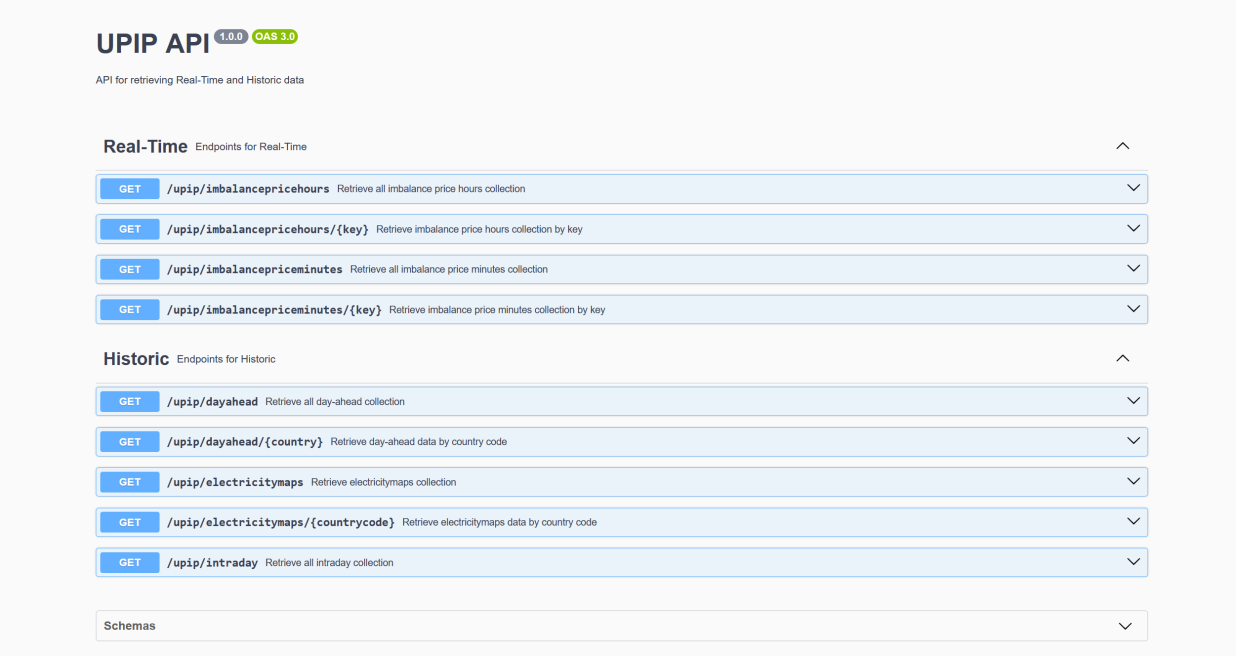 UPIP API 1.0.0 OAS 3.0
API for retrieving Real-Time and Historic data
Real-Time Endpoints for Real-Time
GET /upip/imbalancepricehours Retrieve all imbalance price hours collection
GET /upip/imbalancepricehours/{key} Retrieve imbalance price hours collection by key
GET /upip/imbalancepriceminutes Retrieve all imbalance price minutes collection
GET /upip/imbalancepriceminutes/{key} Retrieve imbalance price minutes collection by key
Historic Endpoints for Historic
GET /upip/dayahead Retrieve all day-ahead collection
GET /upip/dayahead/{country} Retrieve day-ahead data by country code
GET /upip/electricitymaps Retrieve electricitymaps collection
GET /upip/electricitymaps/{countrycode} Retrieve electricitymaps data by country code
GET /upip/intraday Retrieve all intraday collection
Schemas